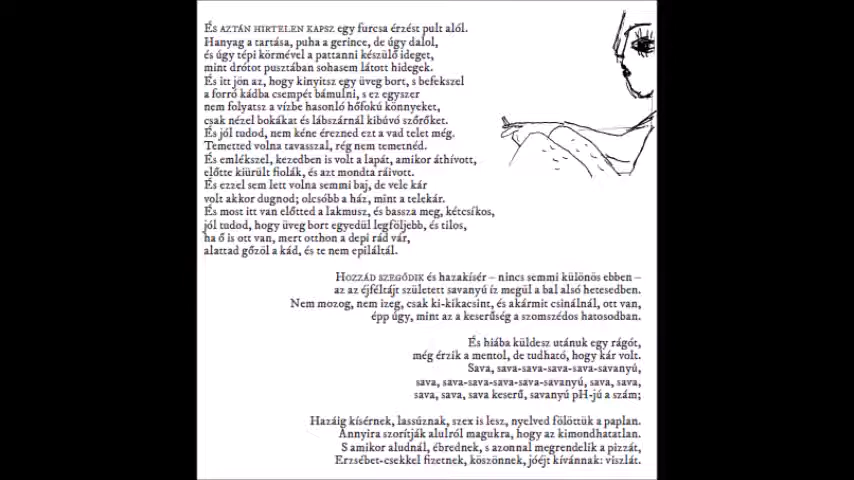 És aztán hirtelen kapsz egy furcsa érzést pult alól.
Hanyag a tartása, puha a gerince, de úgy dalol,
és úgy tépi körmével a pattanni készülő ideget,
mint drótot pusztában sohasem látott hidegek.
És itt jön az, hogy kinyitsz egy üveg bort, s befekszel
a forró kádba csempét bámulni, s ez egyszer
nem folyatsz a vízbe hasonló hőfokú könnyeket,
csak nézel bokákat és lábszárnál kibúvó szőröket.
És jól tudod, nem kéne érezned ezt a vad telet még.
Temetted volna tavasszal, rég nem temetnéd.
És emlékszel, kezedben is volt a lapát, amikor áthívott,
előtte kiürült fiolák, és azt mondta ráivott.
És ezzel sem lett volna semmi baj, de vele kár
volt akkor dugnod; olcsóbb a ház, mint a telekár.
És most itt van előtted a lakmusz, és bassza meg, kétcsíkos,
jól tudod, hogy üveg bort egyedül legföljebb, és tilos,
ha ő is ott van, mert otthon a depi rád vár,
alattad gőzöl a kád, és te nem epiláltál.
Hozzád szegődik és hazakísér – nincs semmi különös ebben –
az az éjféltájt született savanyú íz megül a bal alsó hetesedben.
Nem mozog, nem izeg, csak ki-kikacsint, és akármit csinálnál, ott van,
épp úgy, mint az a keserűség a szomszédos hatosodban.
És hiába küldesz utánuk egy rágót,
még érzik a mentol, de tudható, hogy kár volt.
Sava, sava-sava-sava-sava-savanyú,
sava, sava-sava-sava-sava-savanyú, sava, sava,
sava, sava, sava keserű, savanyú pH-jú a szám;
Hazáig kísérnek, lassúznak, szex is lesz, nyelved fölöttük a paplan.
Annyira szorítják alulról magukra, hogy az kimondhatatlan.
S amikor aludnál, ébrednek, s azonnal megrendelik a pizzát,
Erzsébet-csekkel fizetnek, köszönnek, jóéjt kívánnak: viszlát.